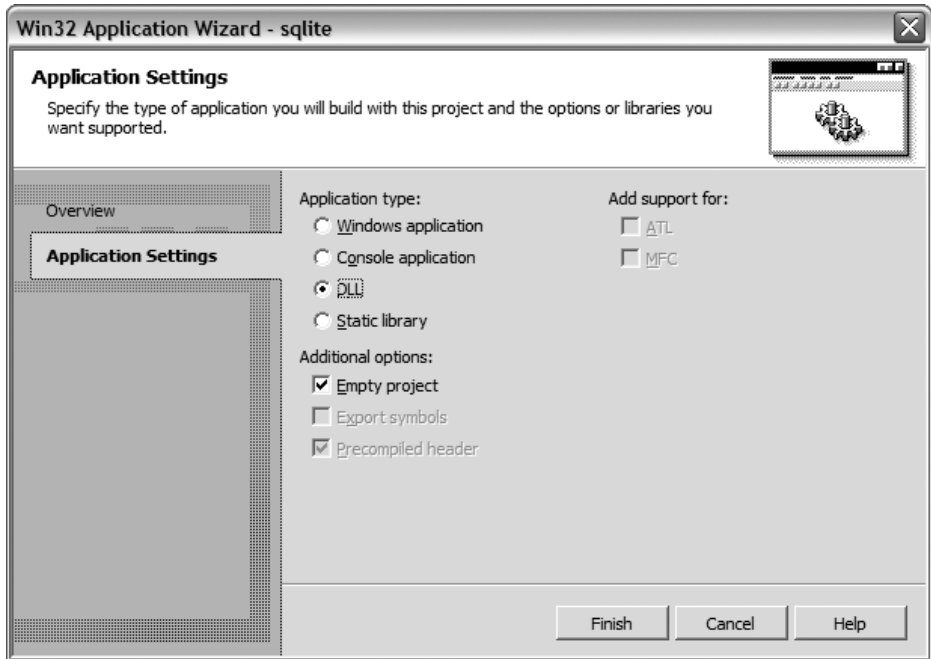 Win32 Application Wizard - sqlite
Application Settings
Specify the type of application you will build with this project and the options or libraries you
want supported.
Overview
Application Settings
Application type:
Windows application
Console application
DLL
Static library
Additional options:
Empty project
Export symbols
Precompiled header
Add support for:
ATL
MFC
Finish
Cancel
Help